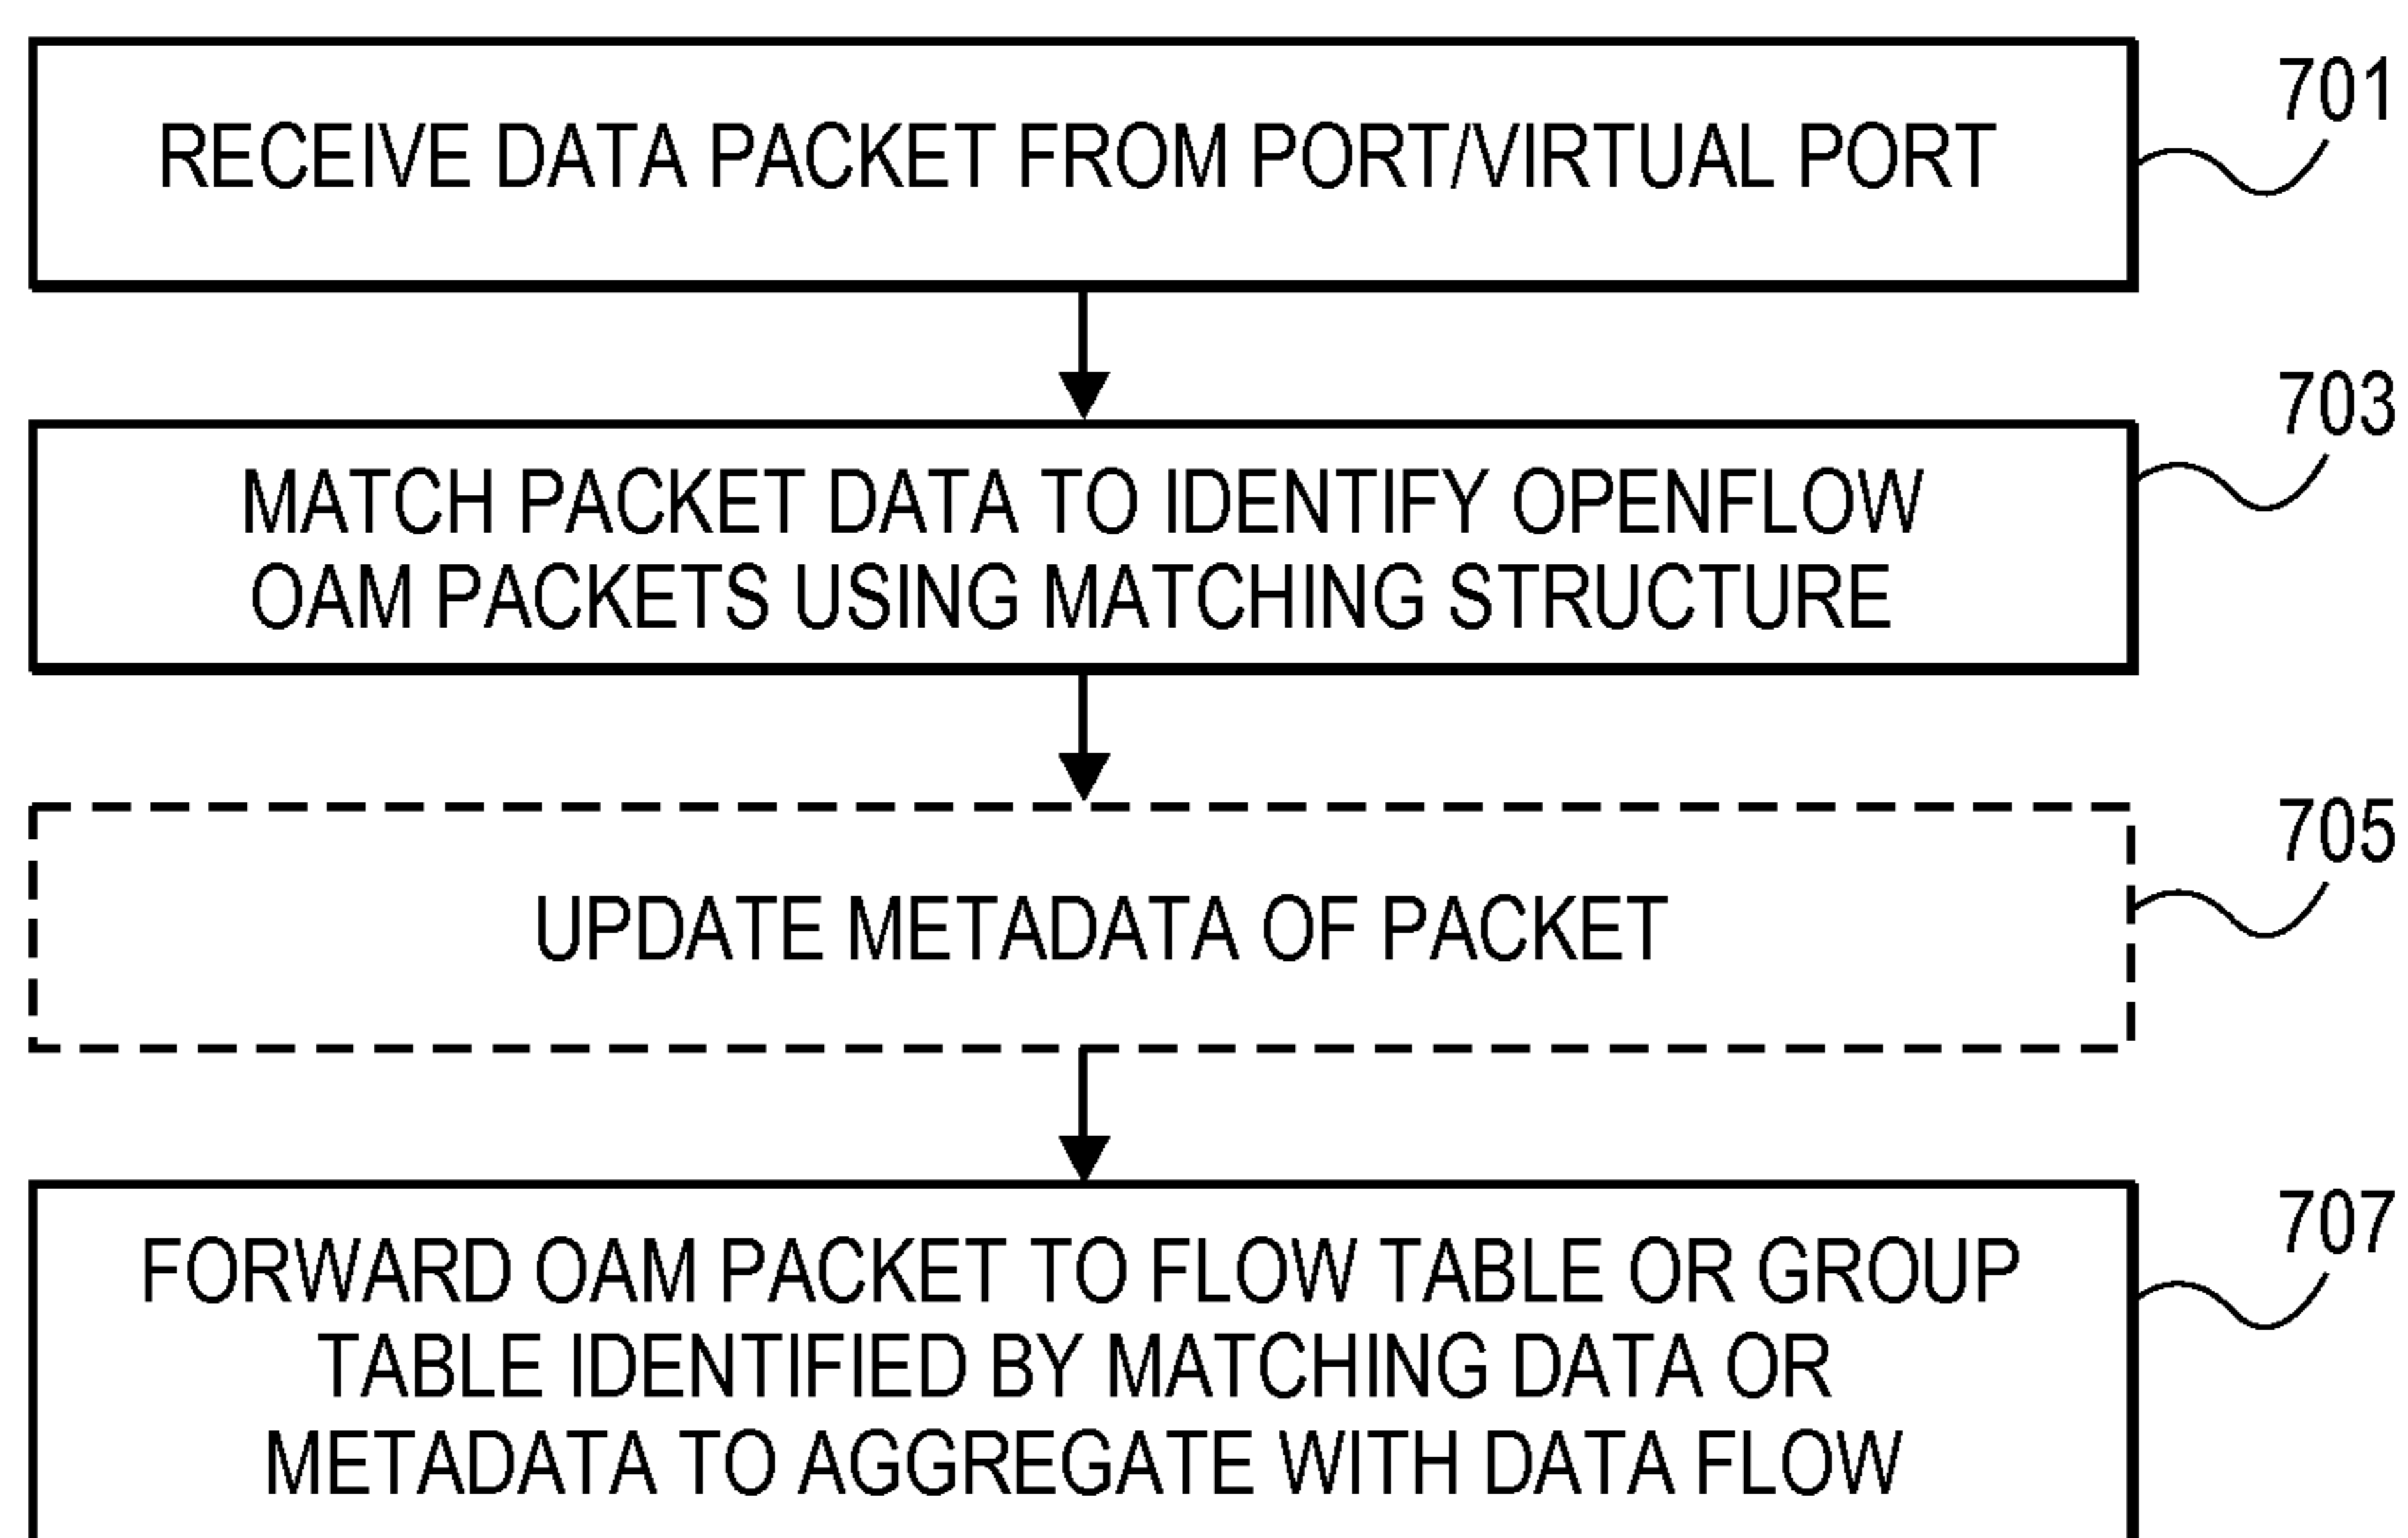 RECEIVE DATA PACKET FROM PORT/VIRTUAL PORT
701
MATCH PACKET DATA TO IDENTIFY OPENFLOW
OAM PACKETS USING MATCHING STRUCTURE
703
UPDATE METADATA OF PACKET
705
FORWARD OAM PACKET TO FLOW TABLE OR GROUP
TABLE IDENTIFIED BY MATCHING DATA OR
METADATA TO AGGREGATE WITH DATA FLOW
707